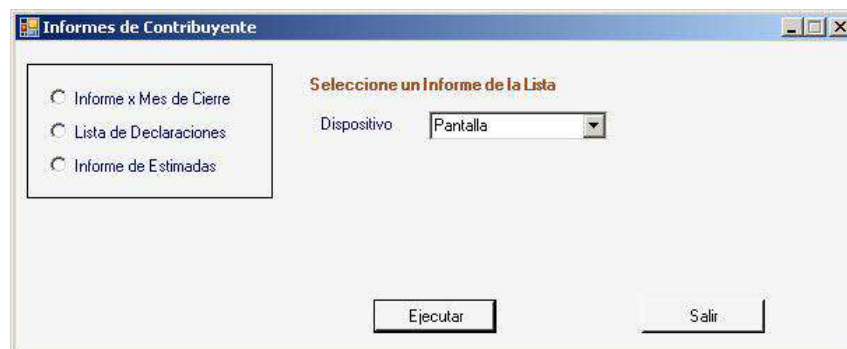 Informes de Contribuyente
Informe x Mes de Cierre
Lista de Declaraciones
Informe de Estimadas
Seleccione un Informe de la Lista
Dispositivo
Pantalla
Ejecutar
Salir